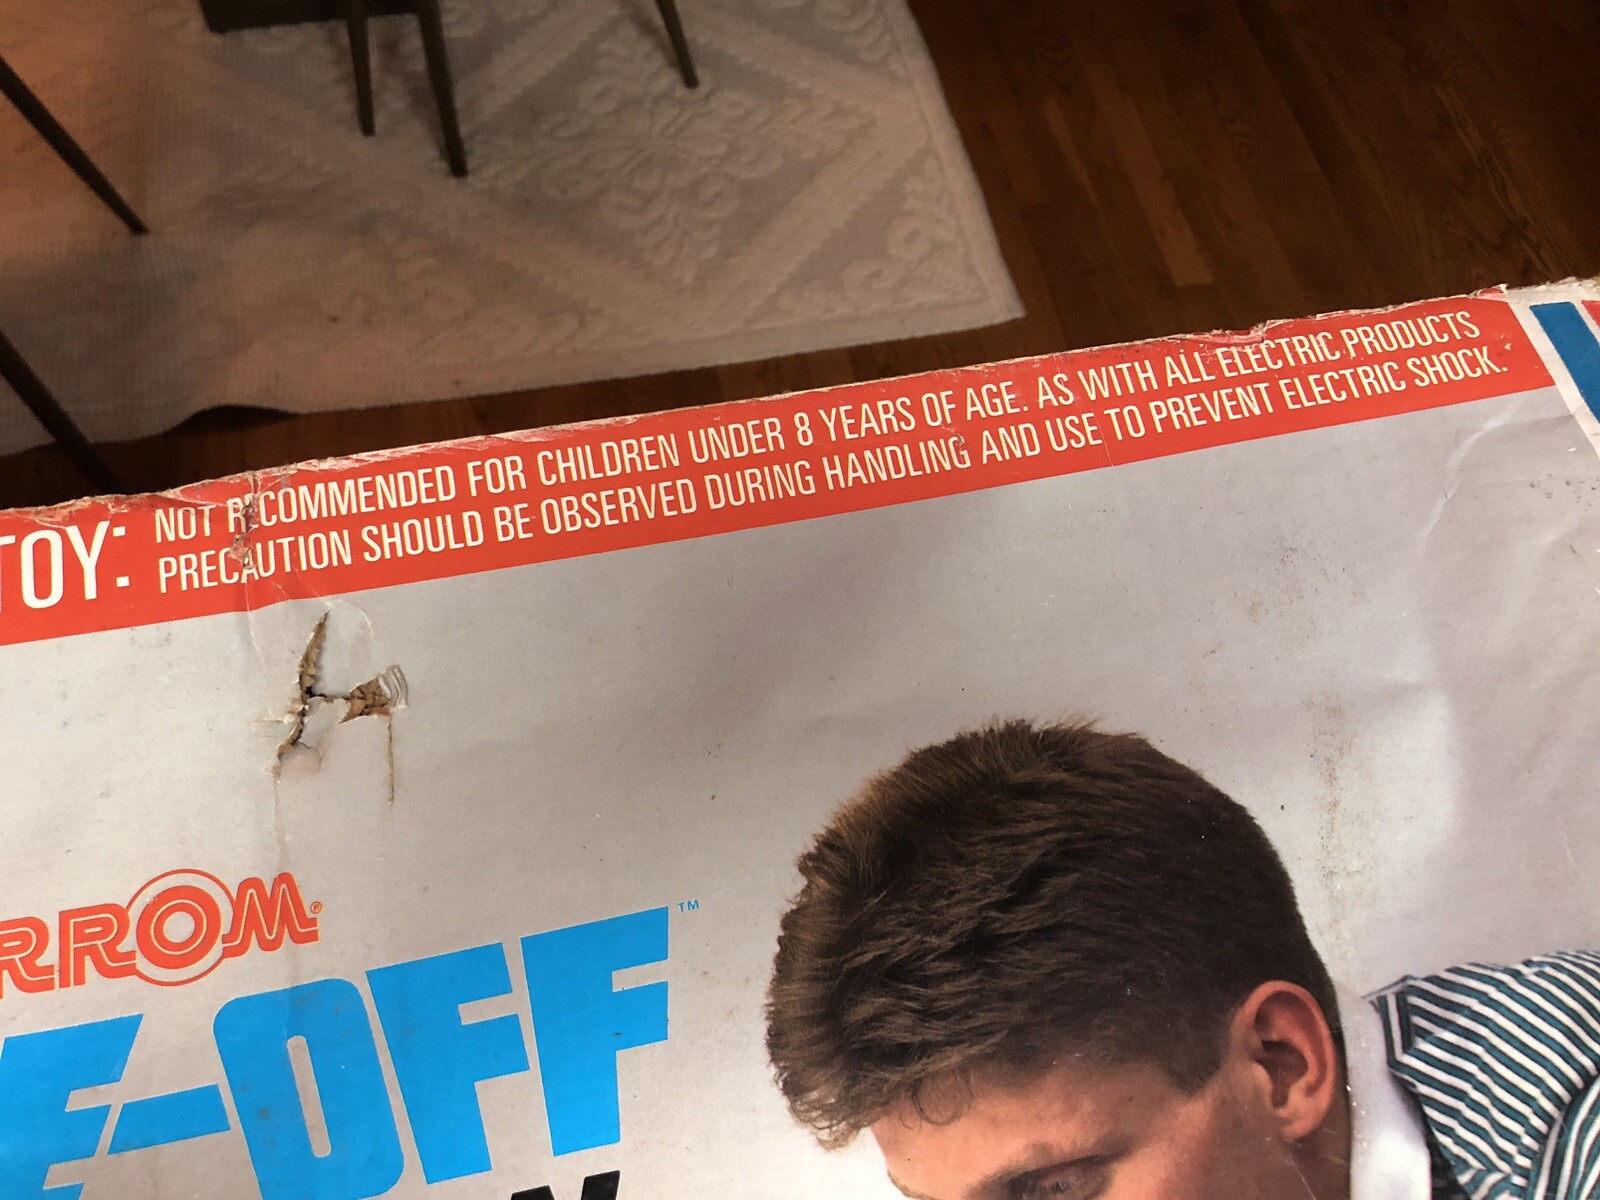 TOY: NOT RECOMMENDED FOR CHILDREN UNDER 8 YEARS OF AGE. AS WITH ALL ELECTRIC PRODUCTS
PRECAUTION SHOULD BE OBSERVED DURING HANDLING AND USE TO PREVENT ELECTRIC SHOCK.
RROM®
E-OFF™